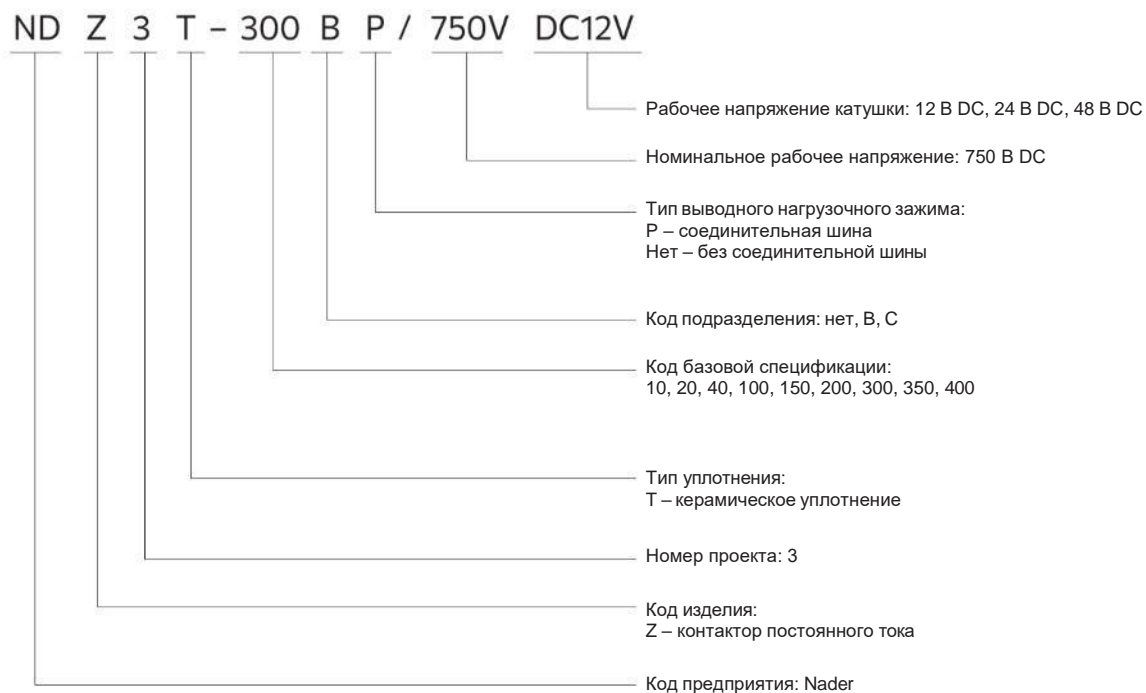 ND Z 3 T – 300 B P / 750V DC12V
Рабочее напряжение катушки: 12 В DC, 24 В DC, 48 В DC
Номинальное рабочее напряжение: 750 В DC
Тип выводного нагрузочного зажима:
P – соединительная шина
Нет – без соединительной шины
Код подразделения: нет, B, C
Код базовой спецификации:
10, 20, 40, 100, 150, 200, 300, 350, 400
Тип уплотнения:
T – керамическое уплотнение
Номер проекта: 3
Код изделия:
Z – контактор постоянного тока
Код предприятия: Nader